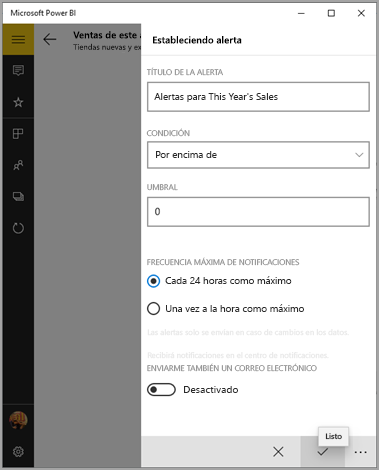 Microsoft Power BI
Ventas de este a
Tiendas nuevas y ex
Estableciendo alerta
TÍTULO DE LA ALERTA
Alertas para This Year's Sales
CONDICIÓN
Por encima de
UMBRAL
0
FRECUENCIA MÁXIMA DE NOTIFICACIONES
Cada 24 horas como máximo
Una vez a la hora como máximo
Las alertas solo se envían en caso de cambios en los datos.
Recibirá notificaciones en el centro de notificaciones.
ENVIARME TAMBIÉN UN CORREO ELECTRÓNICO
Desactivado
Listo